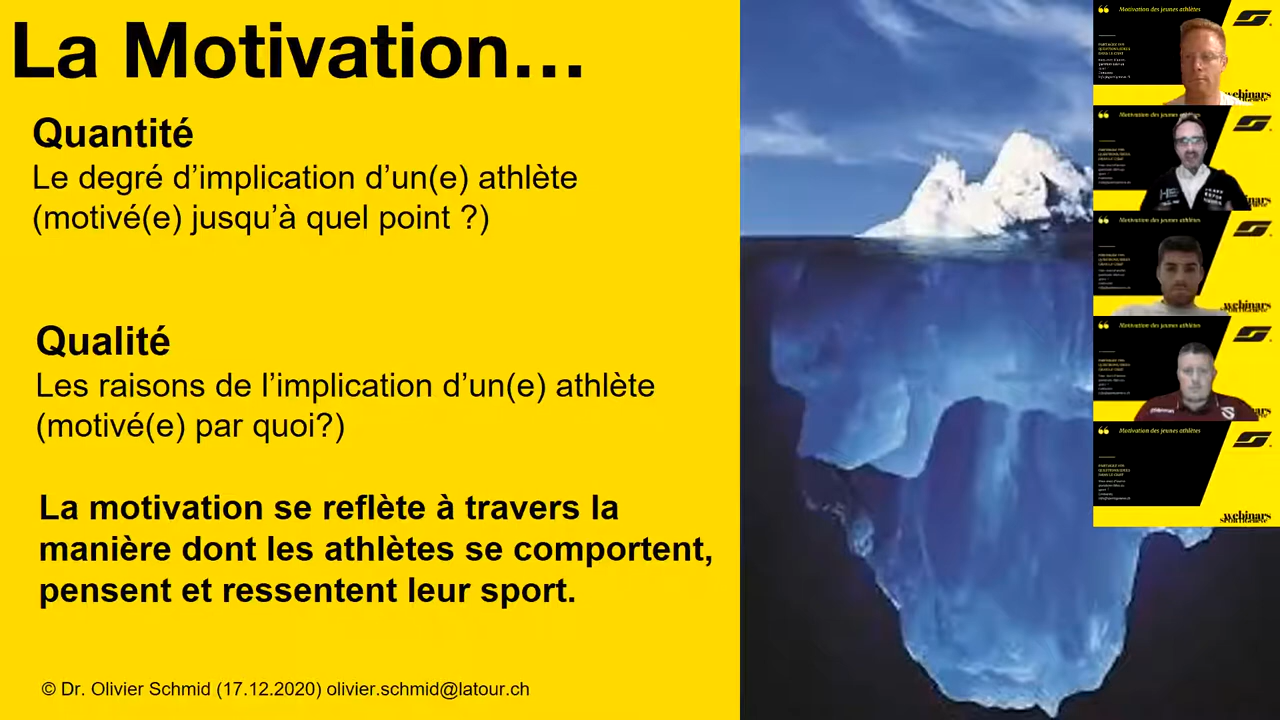 La Motivation...
Quantité
Le degré d'implication d'un(e) athlète
(motivé(e) jusqu'à quel point ?)
Qualité
Les raisons de l'implication d'un(e) athlète
(motivé(e) par quoi?)
La motivation se reflète à travers la
manière dont les athlètes se comportent,
pensent et ressentent leur sport.
© Dr. Olivier Schmid (17.12.2020) olivier.schmid@latour.ch
Motivation des jeunes athlètes
webinars
Motivation des jeunes
Motivation des jeunes athlètes
webinars
Motivation des jeunes athlètes
Motivation des jeunes athlètes
webinars